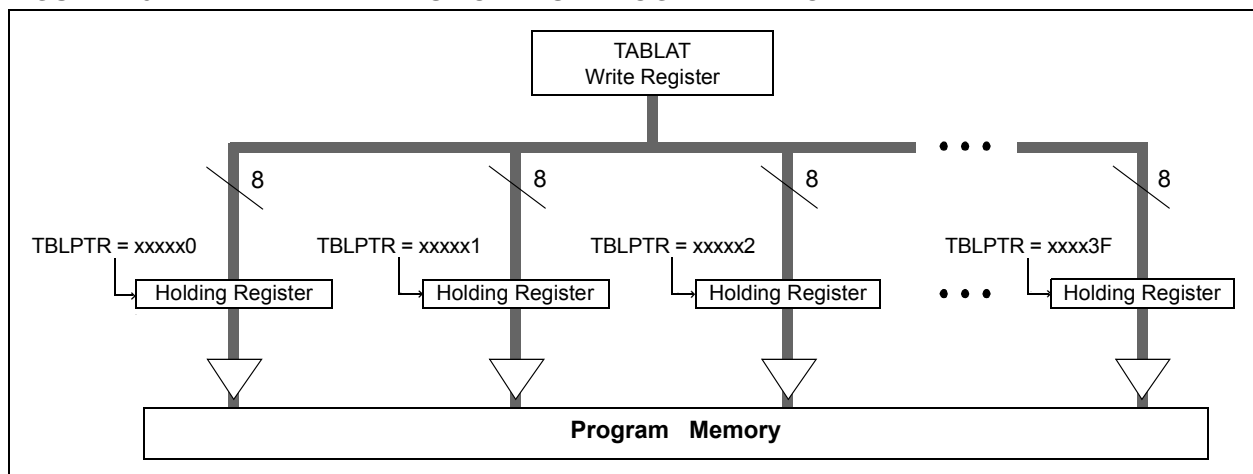 TABLAT
Write Register
8
8
8
8
TBLPTR = xxxxx0
TBLPTR = xxxxx1
TBLPTR = xxxxx2
TBLPTR = xxxx3F
Holding Register
Holding Register
Holding Register
Holding Register
Program Memory